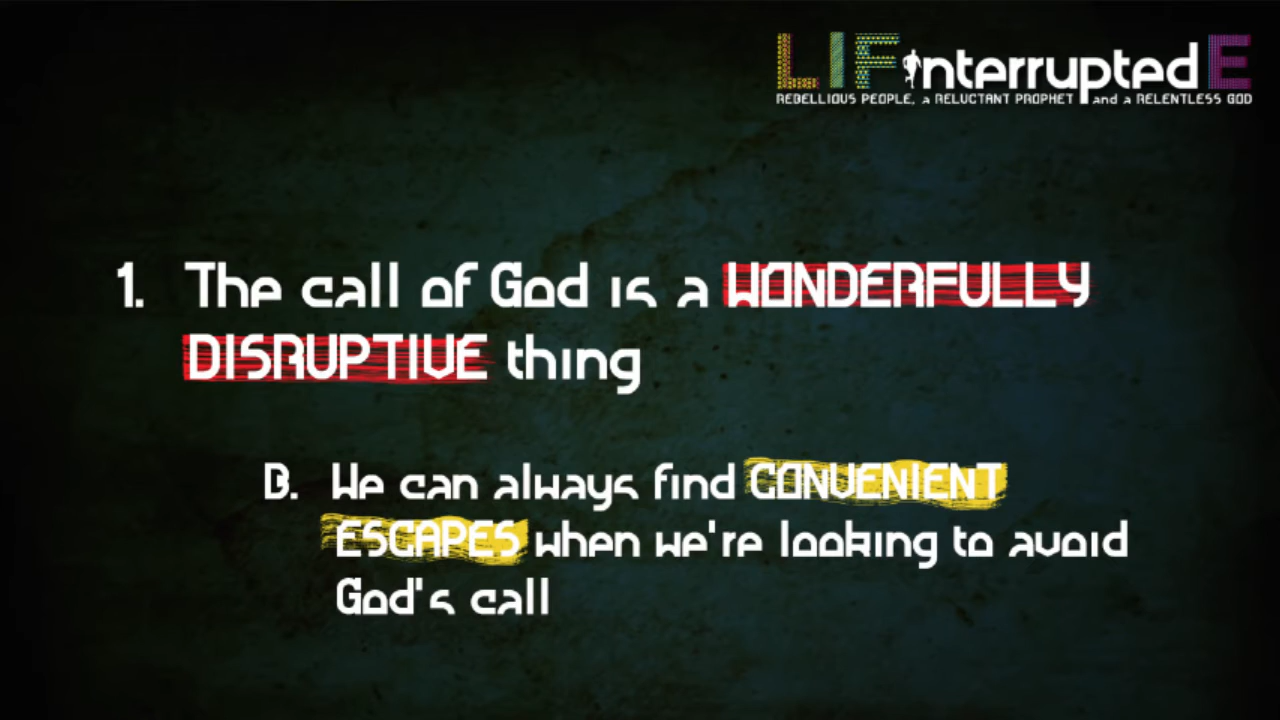 LIFinterruptedE
REBELLIOUS PEOPLE, a RELUCTANT PROPHET and a RELENTLESS GOD
1. The call of God is a WONDERFULLY
DISRUPTIVE thing
B. We can always find CONVENIENT
ESCAPES when we're looking to avoid
God's call